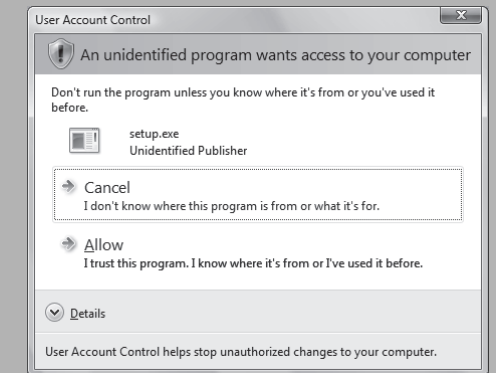 User Account Control
An unidentified program wants access to your computer
Don't run the program unless you know where it's from or you've used it
before.
setup.exe
Unidentified Publisher
Cancel
I don't know where this program is from or what it's for.
Allow
I trust this program. I know where it's from or I've used it before.
Details
User Account Control helps stop unauthorized changes to your computer.